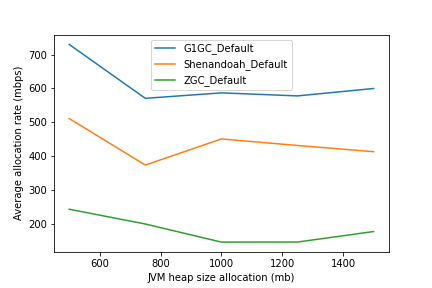 G1GC_Default
Shenandoah_Default
ZGC_Default
Average allocation rate (mbps)
700
600
500
400
300
200
600
800
1000
1200
1400
JVM heap size allocation (mb)